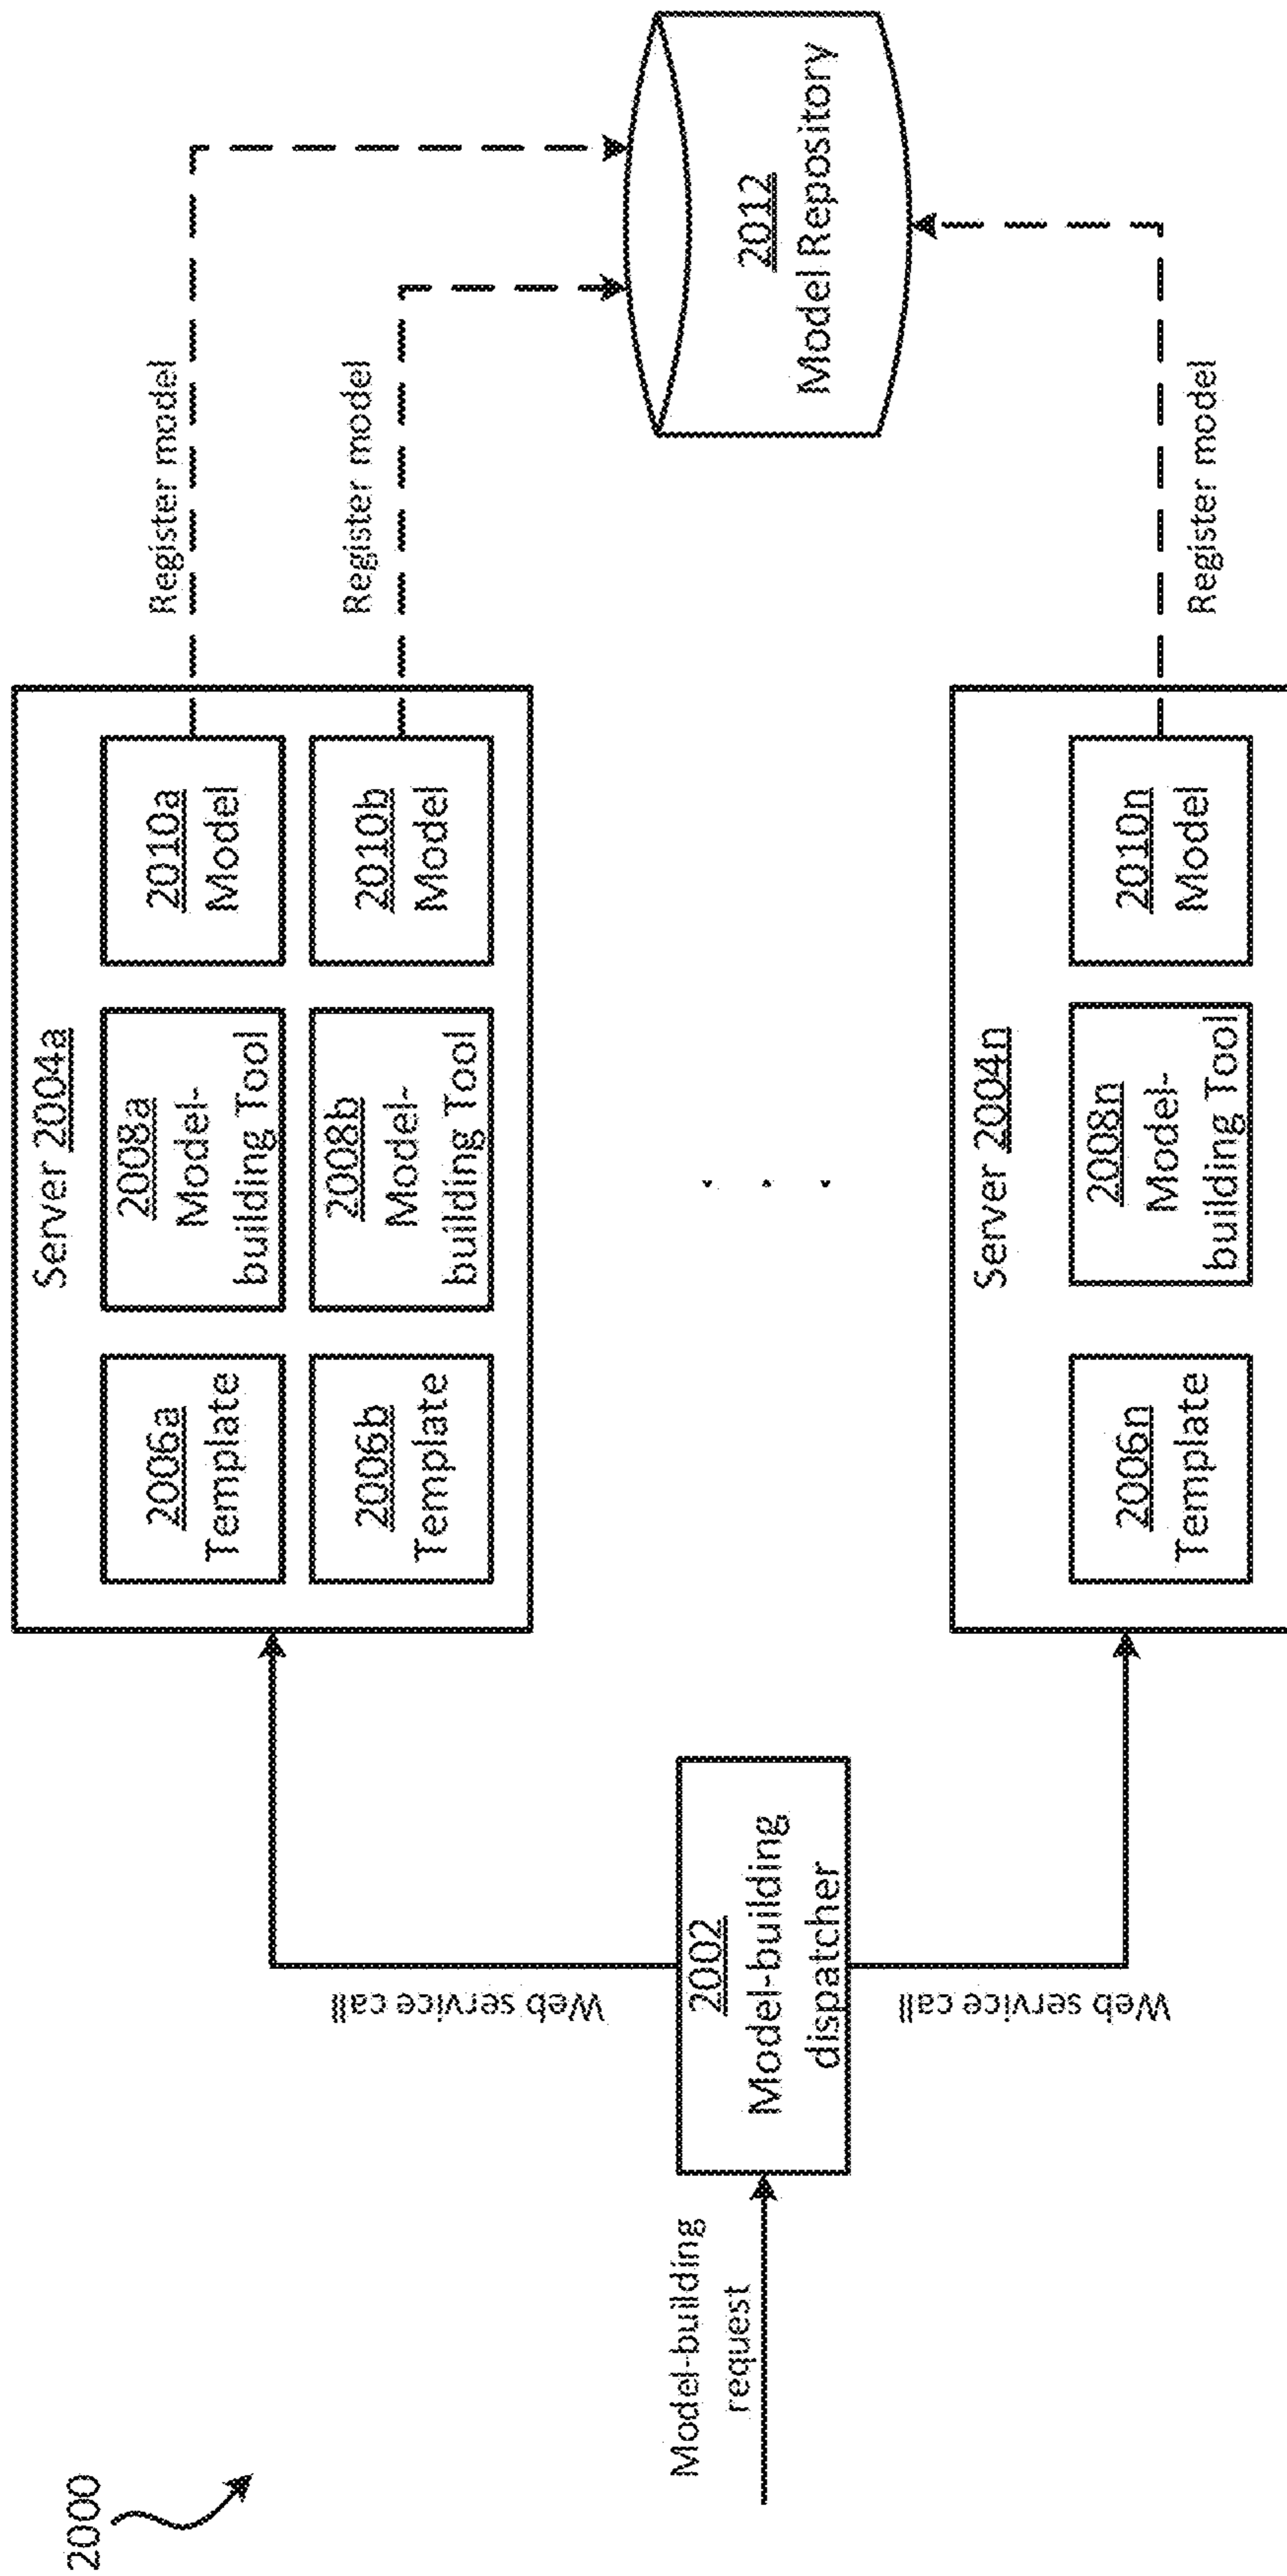 2000
Model-building
request
2002
Model-building
dispatcher
Web service call
Web service call
Server 2004a
2006a
Template
2008a
Model-
building Tool
2010a
Model
2006b
Template
2008b
Model-
building Tool
2010b
Model
. . .
Server 2004n
2006n
Template
2008n
Model-
building Tool
2010n
Model
Register model
Register model
Register model
2012
Model Repository